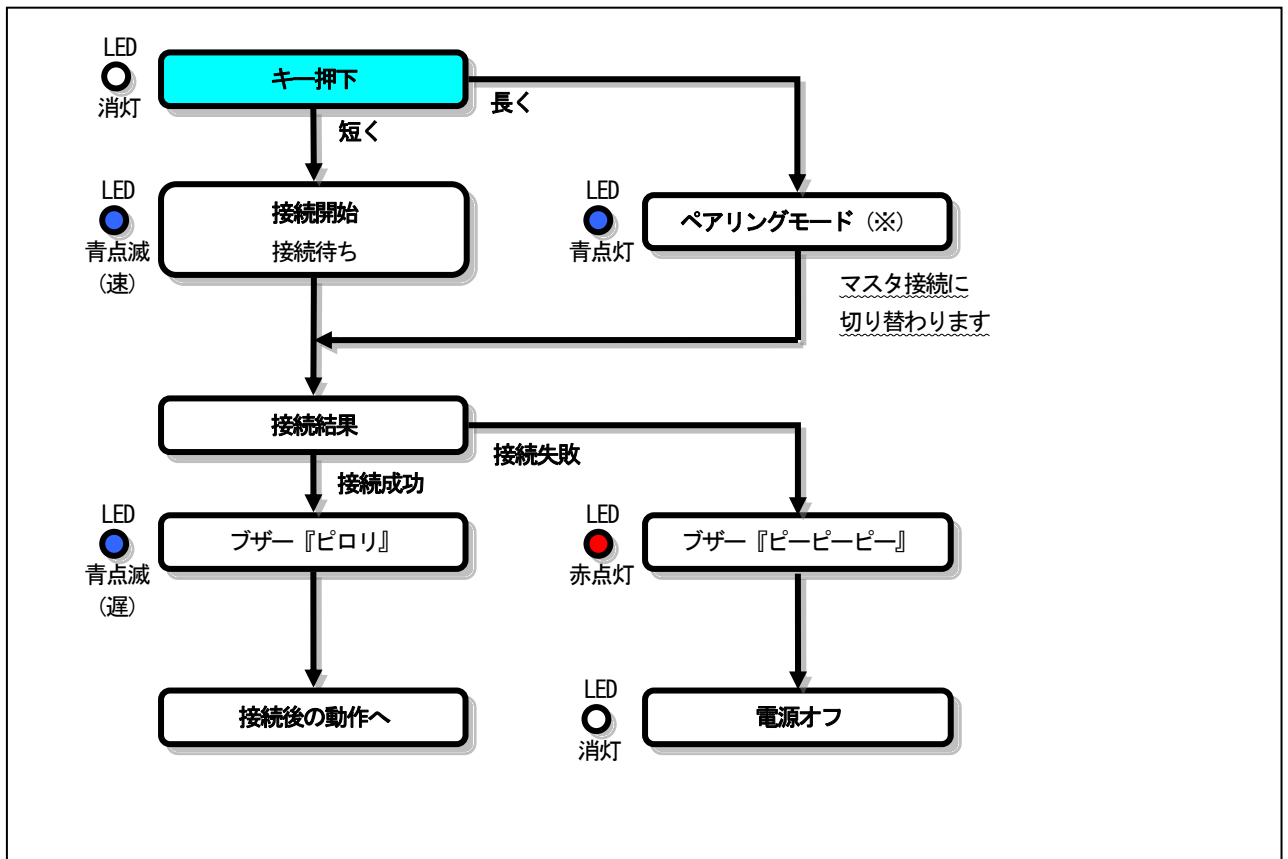 LED
キー押下
消灯
長く
短く
LED
接続開始
接続待ち
青点滅
(速)
LED
ペアリングモード (※)
青点灯
マスタ接続に
切り替わります
接続結果
接続失敗
接続成功
LED
ブザー『ピロリ』
青点滅
(遅)
LED
ブザー『ピーピーピー』
赤点灯
接続後の動作へ
LED
電源オフ
消灯